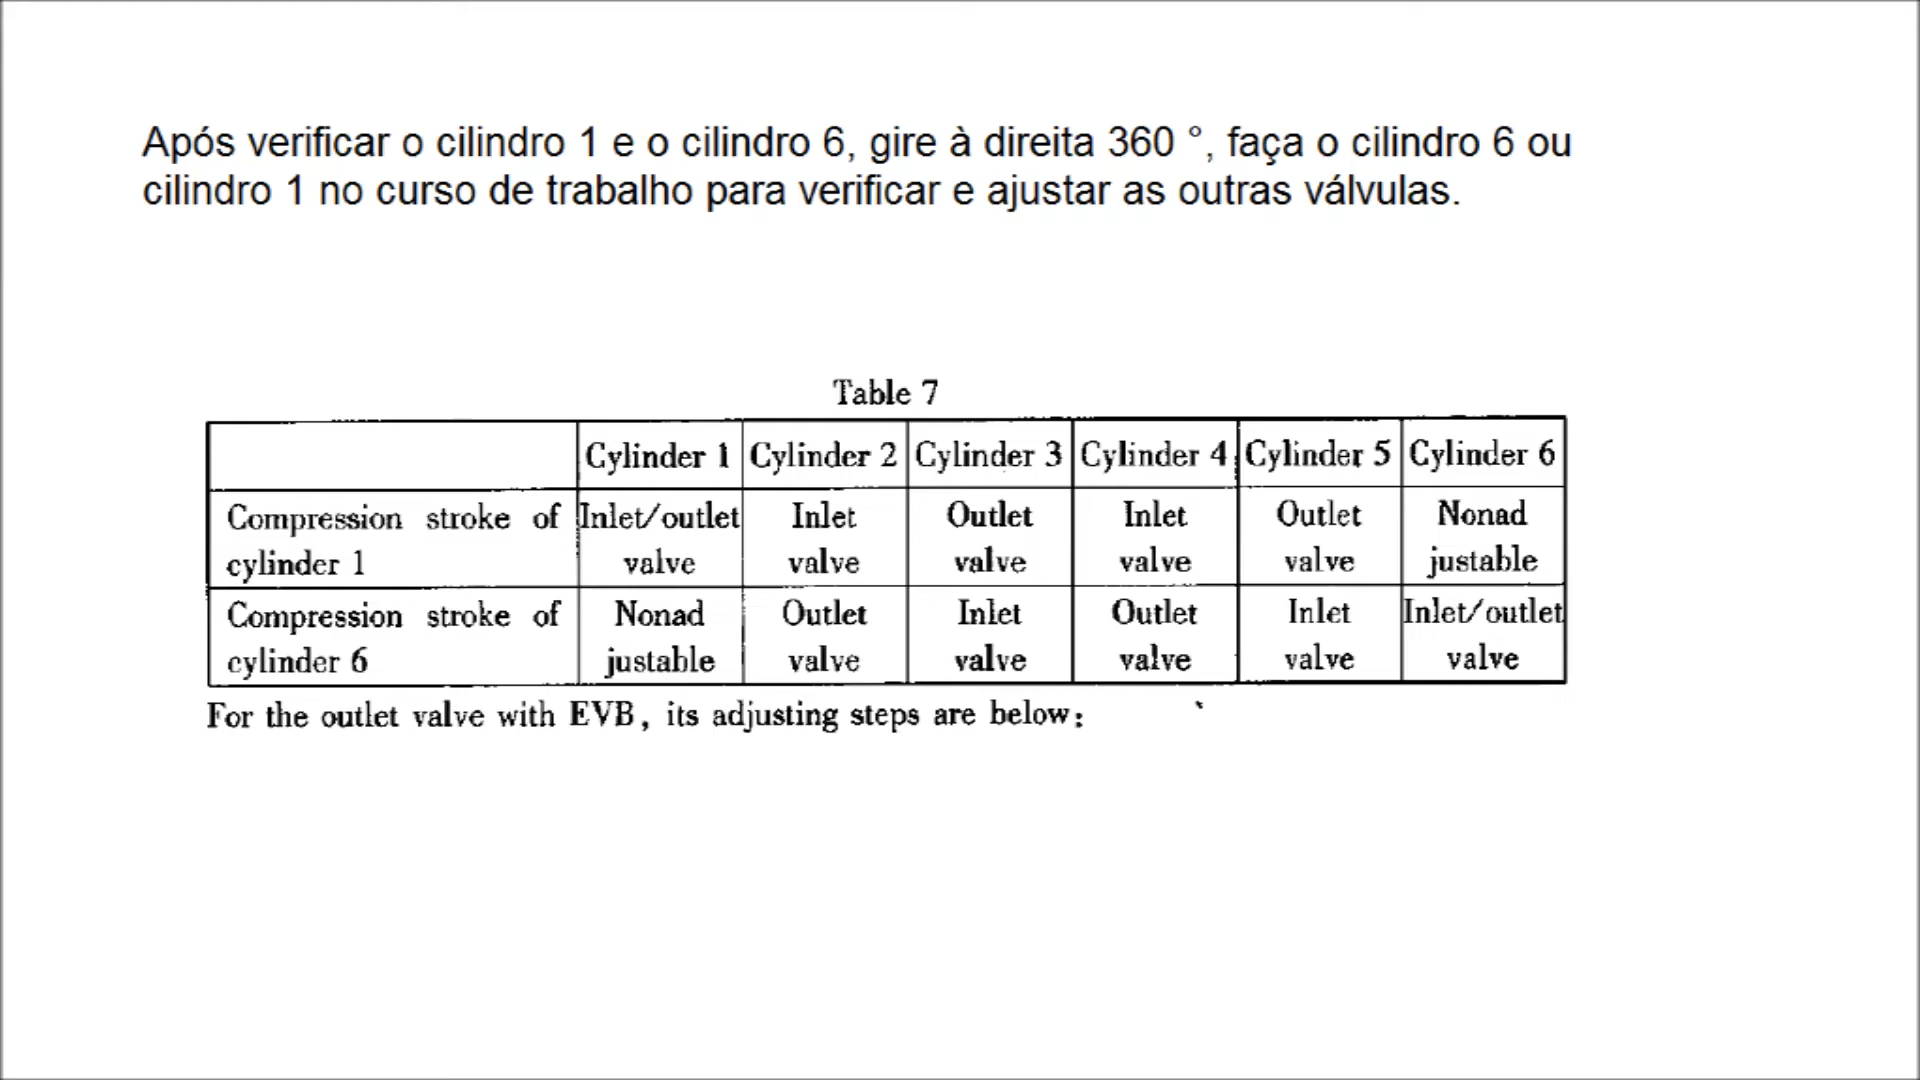 Após verificar o cilindro 1 e o cilindro 6, gire à direita 360 °, faça o cilindro 6 ou
cilindro 1 no curso de trabalho para verificar e ajustar as outras válvulas.
Table 7
Cylinder 1 Cylinder 2 Cylinder 3 Cylinder 4 Cylinder 5 Cylinder 6
Compression stroke of Inlet/outlet Inlet Outlet Inlet Outlet Nonad
cylinder 1 valve valve valve valve valve justable
Compression stroke of Nonad Outlet Inlet Outlet Inlet Inlet/outlet
cylinder 6 justable valve valve valve valve valve
For the outlet valve with EVB, its adjusting steps are below: